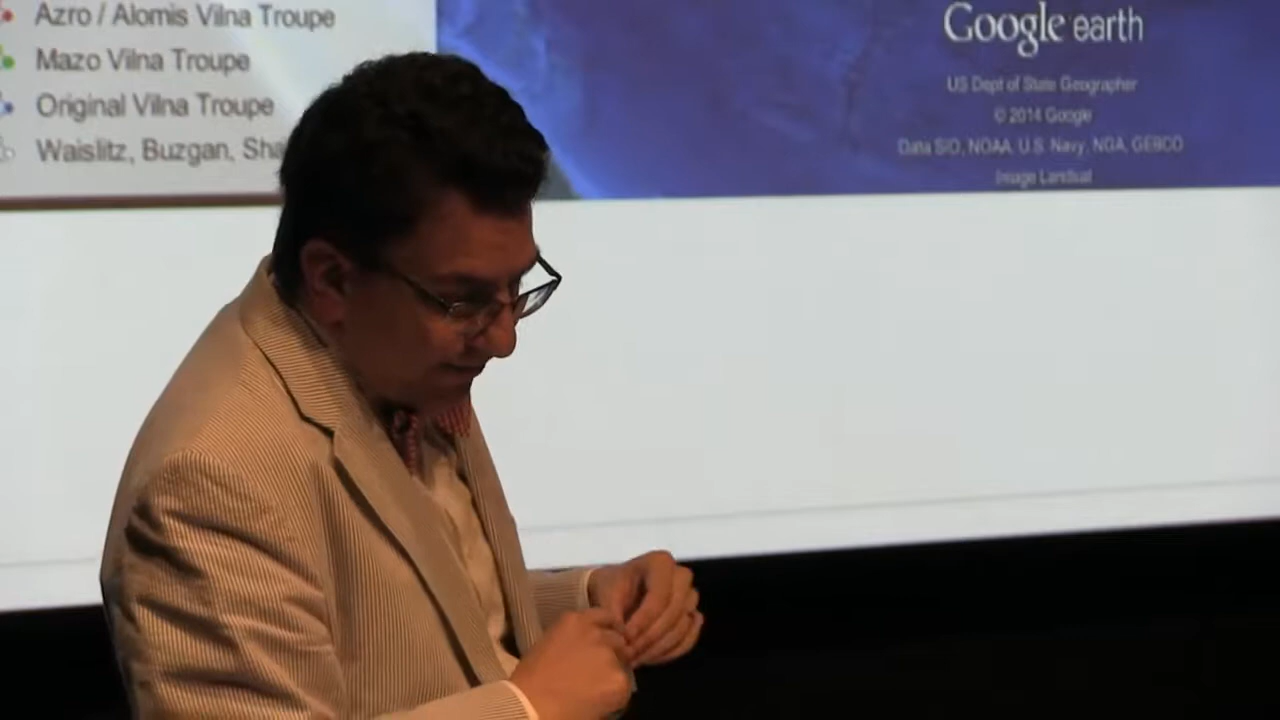 Azro / Alomis Vilna Troupe
Mazo Vilna Troupe
Original Vilna Troupe
Waislitz, Buzgan, Sha
Google earth
US Dept of State Geographer
© 2014 Google
Data SIO, NOAA, U.S. Navy, NGA, GEBCO
Image Landsat